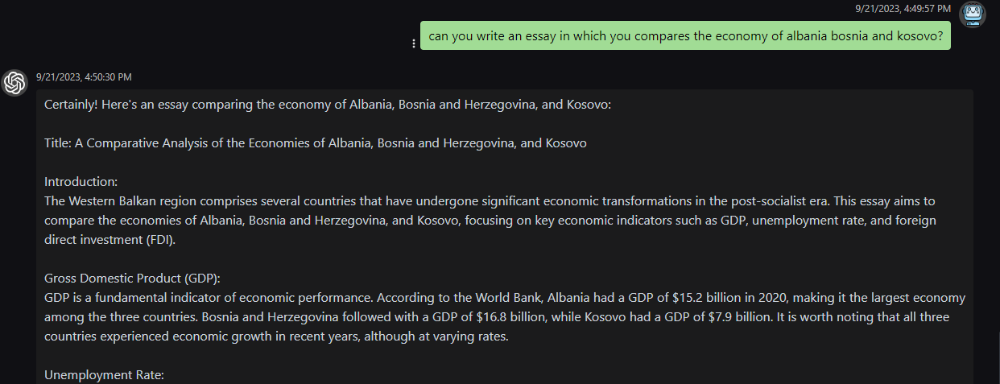 9/21/2023, 4:49:57 PM
can you write an essay in which you compares the economy of albania bosnia and kosovo?
9/21/2023, 4:50:30 PM
Certainly! Here's an essay comparing the economy of Albania, Bosnia and Herzegovina, and Kosovo:
Title: A Comparative Analysis of the Economies of Albania, Bosnia and Herzegovina, and Kosovo
Introduction:
The Western Balkan region comprises several countries that have undergone significant economic transformations in the post-socialist era. This essay aims to
compare the economies of Albania, Bosnia and Herzegovina, and Kosovo, focusing on key economic indicators such as GDP, unemployment rate, and foreign
direct investment (FDI).
Gross Domestic Product (GDP):
GDP is a fundamental indicator of economic performance. According to the World Bank, Albania had a GDP of $15.2 billion in 2020, making it the largest economy
among the three countries. Bosnia and Herzegovina followed with a GDP of $16.8 billion, while Kosovo had a GDP of $7.9 billion. It is worth noting that all three
countries experienced economic growth in recent years, although at varying rates.
Unemployment Rate: